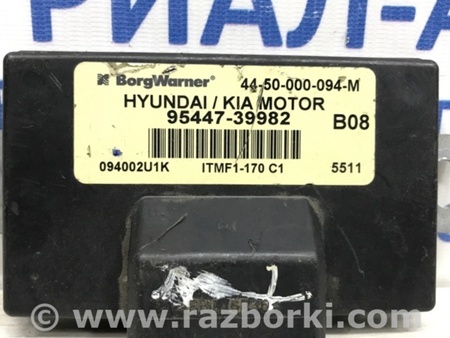 РИАЛ-А
BorgWarner 44-50-000-094-M
HYUNDAI / KIA MOTOR
95447-39982 B08
094002U1K ITMF1-170 C1 5511
© www.razborki.com